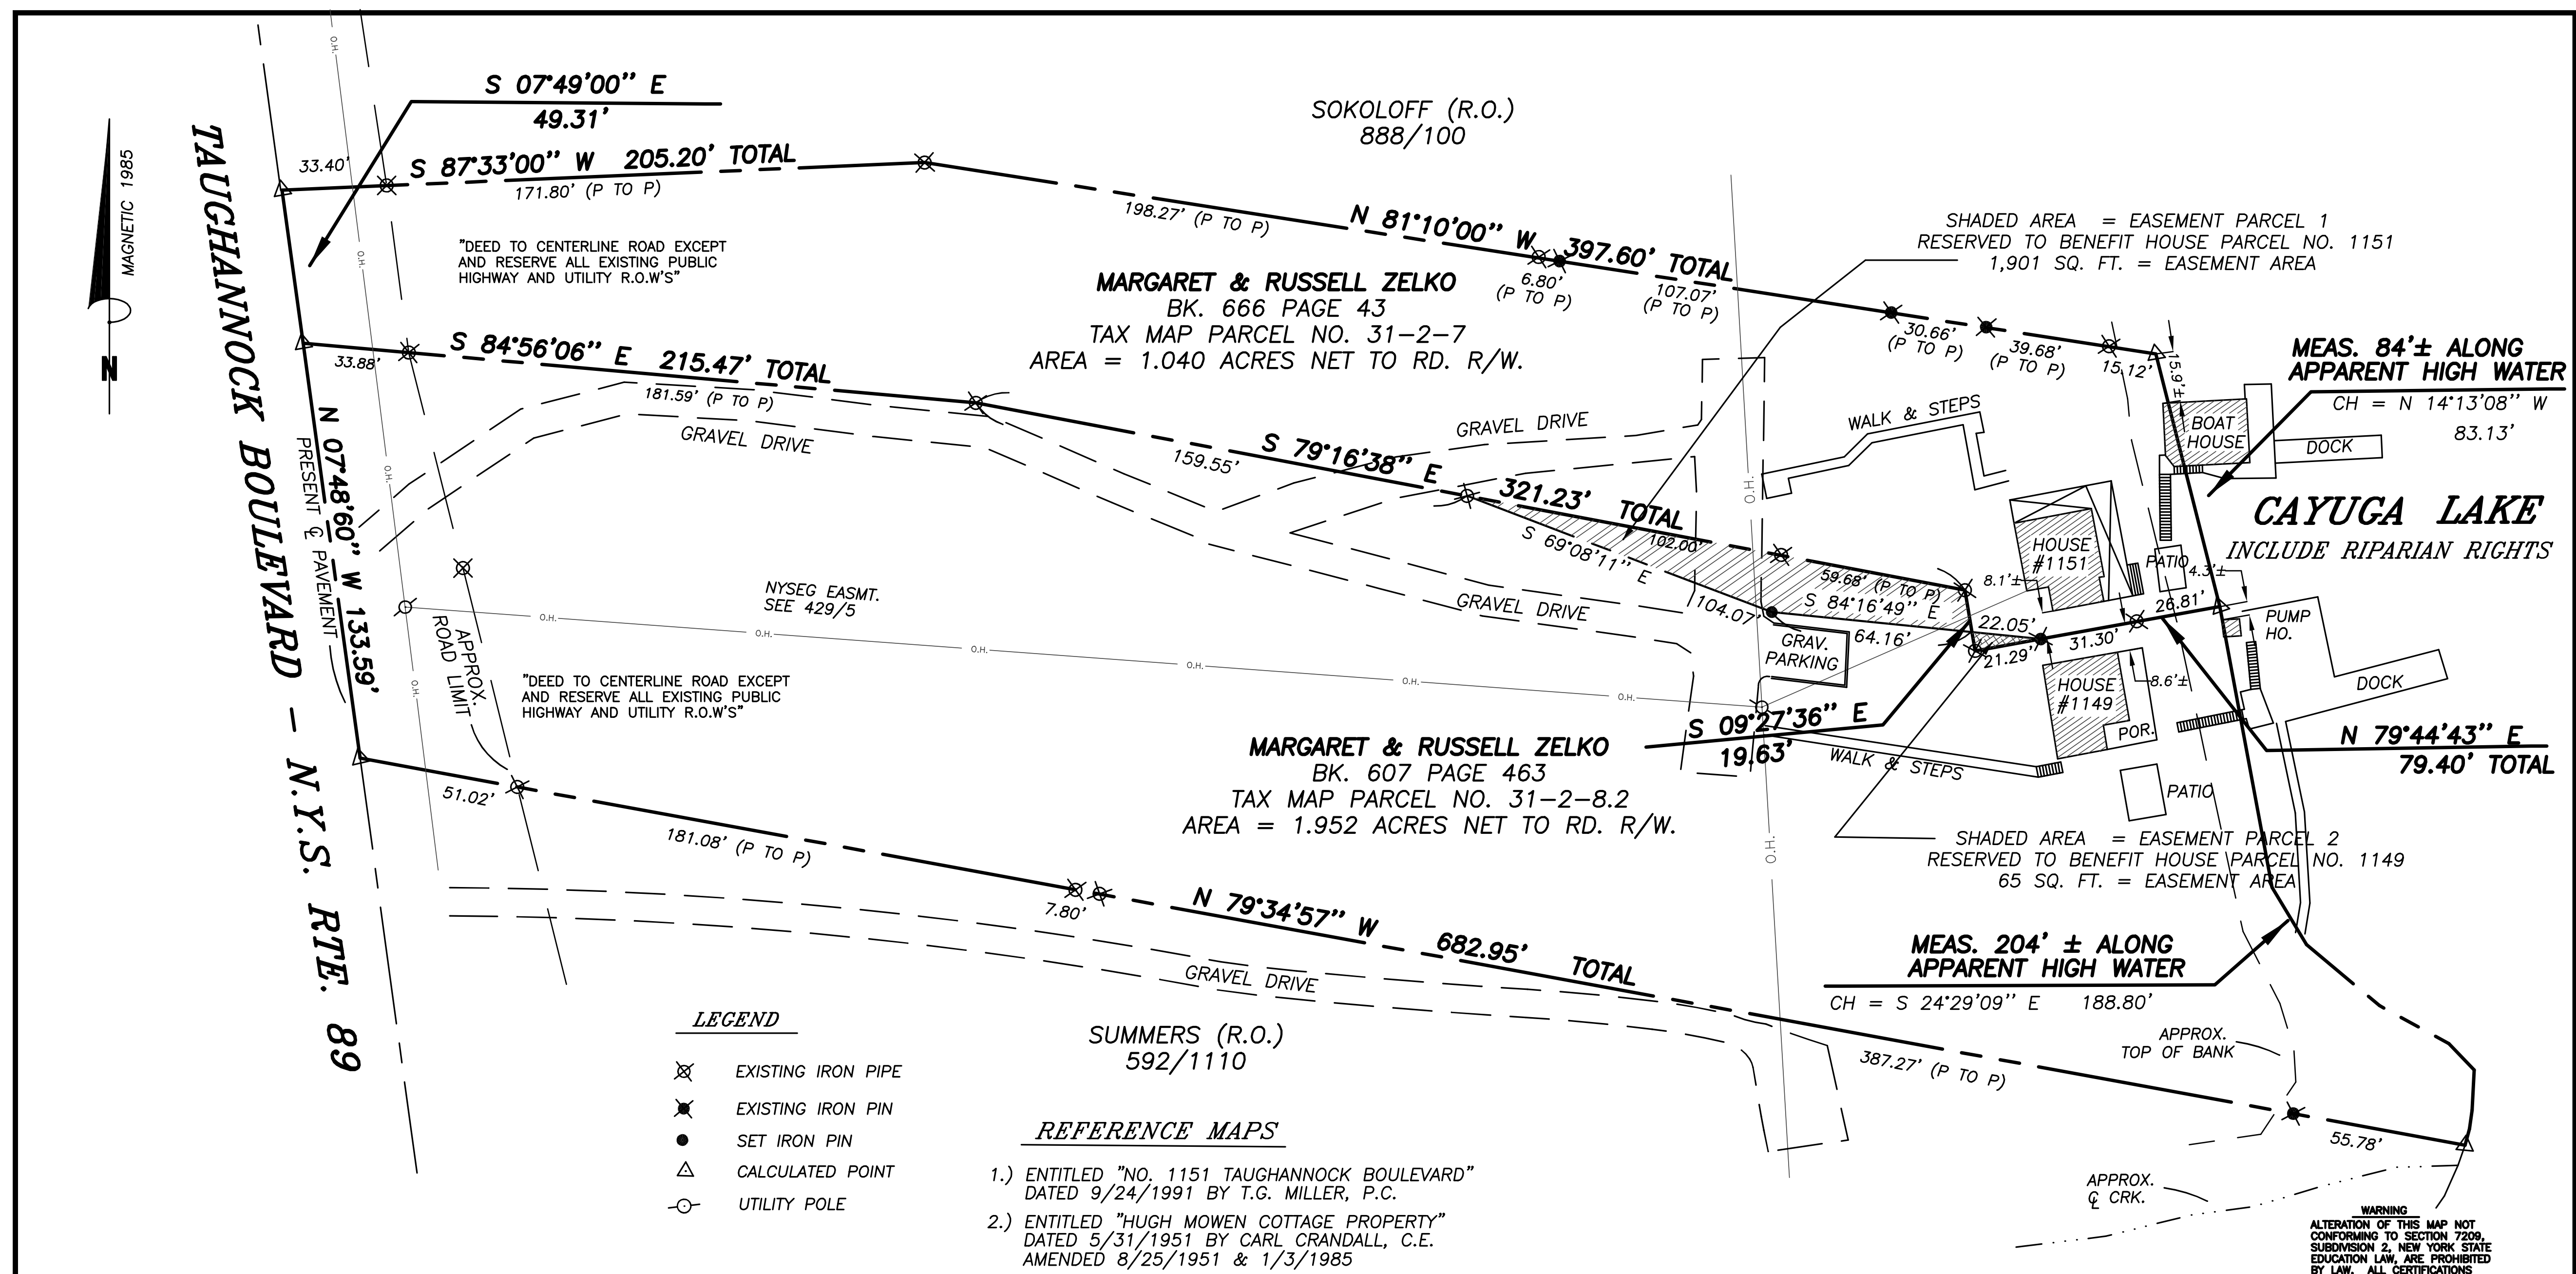 S 07°49'00" E
49.31'
SOKOLOFF (R.O.)
888/100
MAGNETIC 1985
N
33.40'
S 87°33'00" W 205.20' TOTAL
171.80' (P TO P)
198.27' (P TO P)
N 81°10'00" W 397.60' TOTAL
6.80'
(P TO P)
107.07'
(P TO P)
30.66'
(P TO P)
39.68'
(P TO P)
15.12'
15.9'±
"DEED TO CENTERLINE ROAD EXCEPT
AND RESERVE ALL EXISTING PUBLIC
HIGHWAY AND UTILITY R.O.W'S"
MARGARET & RUSSELL ZELKO
BK. 666 PAGE 43
TAX MAP PARCEL NO. 31-2-7
AREA = 1.040 ACRES NET TO RD. R/W.
SHADED AREA = EASEMENT PARCEL 1
RESERVED TO BENEFIT HOUSE PARCEL NO. 1151
1,901 SQ. FT. = EASEMENT AREA
MEAS. 84'± ALONG
APPARENT HIGH WATER
CH = N 14°13'08" W
83.13'
TAUGHANNOCK BOULEVARD - N.Y.S. RTE. 89
33.88'
S 84°56'06" E 215.47' TOTAL
181.59' (P TO P)
GRAVEL DRIVE
159.55'
S 79°16'38" E 321.23' TOTAL
GRAVEL DRIVE
WALK & STEPS
BOAT
HOUSE
DOCK
CAYUGA LAKE
INCLUDE RIPARIAN RIGHTS
N 07°48'60" W 133.59'
PRESENT ℄ PAVEMENT
APPROX.
ROAD LIMIT
102.00'
S 69°08'11" E
104.07'
59.68' (P TO P)
S 84°16'49" E
64.16'
HOUSE
#1151
PATIO
8.1'±
4.3'±
26.81'
22.05'
21.29'
31.30'
PUMP
HO.
GRAVEL DRIVE
GRAV.
PARKING
NYSEG EASMT.
SEE 429/5
O.H.
O.H.
O.H.
O.H.
O.H.
O.H.
O.H.
O.H.
O.H.
O.H.
O.H.
O.H.
"DEED TO CENTERLINE ROAD EXCEPT
AND RESERVE ALL EXISTING PUBLIC
HIGHWAY AND UTILITY R.O.W'S"
HOUSE
#1149
8.6'±
POR.
DOCK
S 09°27'36" E
19.63'
WALK & STEPS
PATIO
N 79°44'43" E
79.40' TOTAL
MARGARET & RUSSELL ZELKO
BK. 607 PAGE 463
TAX MAP PARCEL NO. 31-2-8.2
AREA = 1.952 ACRES NET TO RD. R/W.
SHADED AREA = EASEMENT PARCEL 2
RESERVED TO BENEFIT HOUSE PARCEL NO. 1149
65 SQ. FT. = EASEMENT AREA
51.02'
181.08' (P TO P)
7.80'
N 79°34'57" W 682.95' TOTAL
GRAVEL DRIVE
MEAS. 204' ± ALONG
APPARENT HIGH WATER
CH = S 24°29'09" E 188.80'
APPROX.
TOP OF BANK
387.27' (P TO P)
55.78'
APPROX.
℄ CRK.
SUMMERS (R.O.)
592/1110
LEGEND
EXISTING IRON PIPE
EXISTING IRON PIN
SET IRON PIN
CALCULATED POINT
UTILITY POLE
REFERENCE MAPS
1.) ENTITLED "NO. 1151 TAUGHANNOCK BOULEVARD"
DATED 9/24/1991 BY T.G. MILLER, P.C.
2.) ENTITLED "HUGH MOWEN COTTAGE PROPERTY"
DATED 5/31/1951 BY CARL CRANDALL, C.E.
AMENDED 8/25/1951 & 1/3/1985
WARNING
ALTERATION OF THIS MAP NOT
CONFORMING TO SECTION 7209,
SUBDIVISION 2, NEW YORK STATE
EDUCATION LAW, ARE PROHIBITED
BY LAW. ALL CERTIFICATIONS